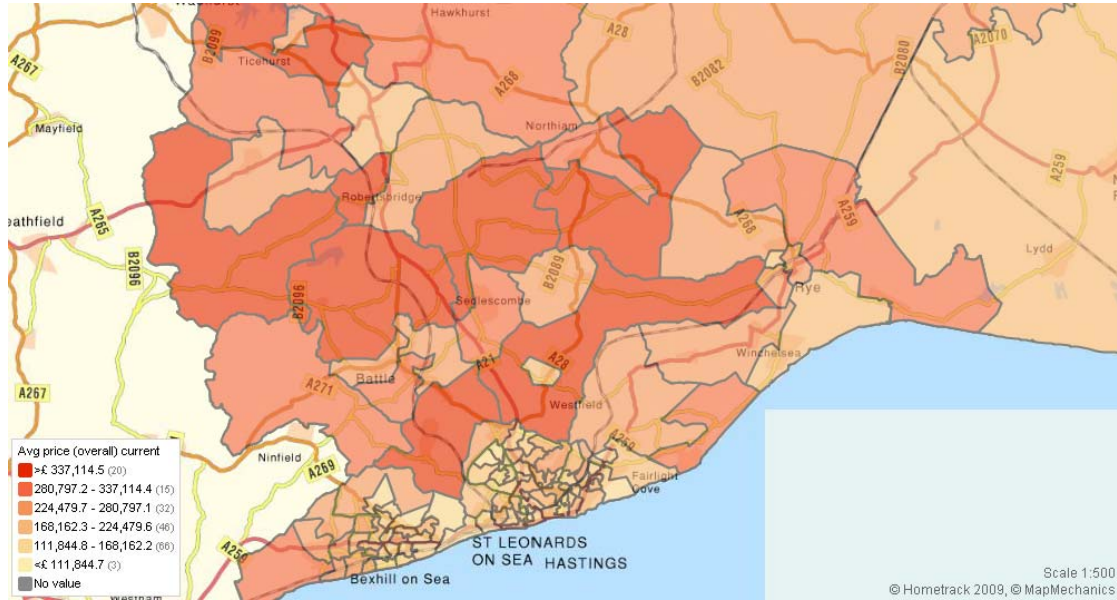 Hawkhurst
A28
A2070
B2099
A267
Ticehurst
B2080
A268
B2082
Mayfield
Northiam
A259
Robertsbridge
A265
A268
A259
eathfield
Lydd
B2096
B2089
Rye
Sedlescombe
B2096
Winchelsea
A21
A28
Battle
A267
A271
Westfield
Avg price (overall) current
>£ 337,114.5 (20)
280,797.2 - 337,114.4 (15)
224,479.7 - 280,797.1 (32)
168,162.3 - 224,479.6 (46)
111,844.8 - 168,162.2 (66)
<£ 111,844.7 (3)
No value
Ninfield
A269
A259
Fairlight
Cove
A259
ST LEONARDS
ON SEA HASTINGS
Bexhill on Sea
Scale 1:500
© Hometrack 2009, © MapMechanics